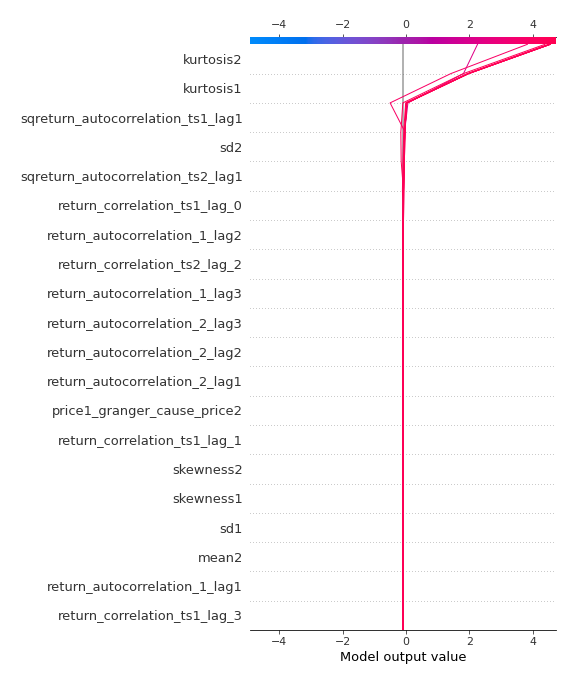 −4 −2 0 2 4
kurtosis2
kurtosis1
sqreturn_autocorrelation_ts1_lag1
sd2
sqreturn_autocorrelation_ts2_lag1
return_correlation_ts1_lag_0
return_autocorrelation_1_lag2
return_correlation_ts2_lag_2
return_autocorrelation_1_lag3
return_autocorrelation_2_lag3
return_autocorrelation_2_lag2
return_autocorrelation_2_lag1
price1_granger_cause_price2
return_correlation_ts1_lag_1
skewness2
skewness1
sd1
mean2
return_autocorrelation_1_lag1
return_correlation_ts1_lag_3
−4 −2 0 2 4
Model output value